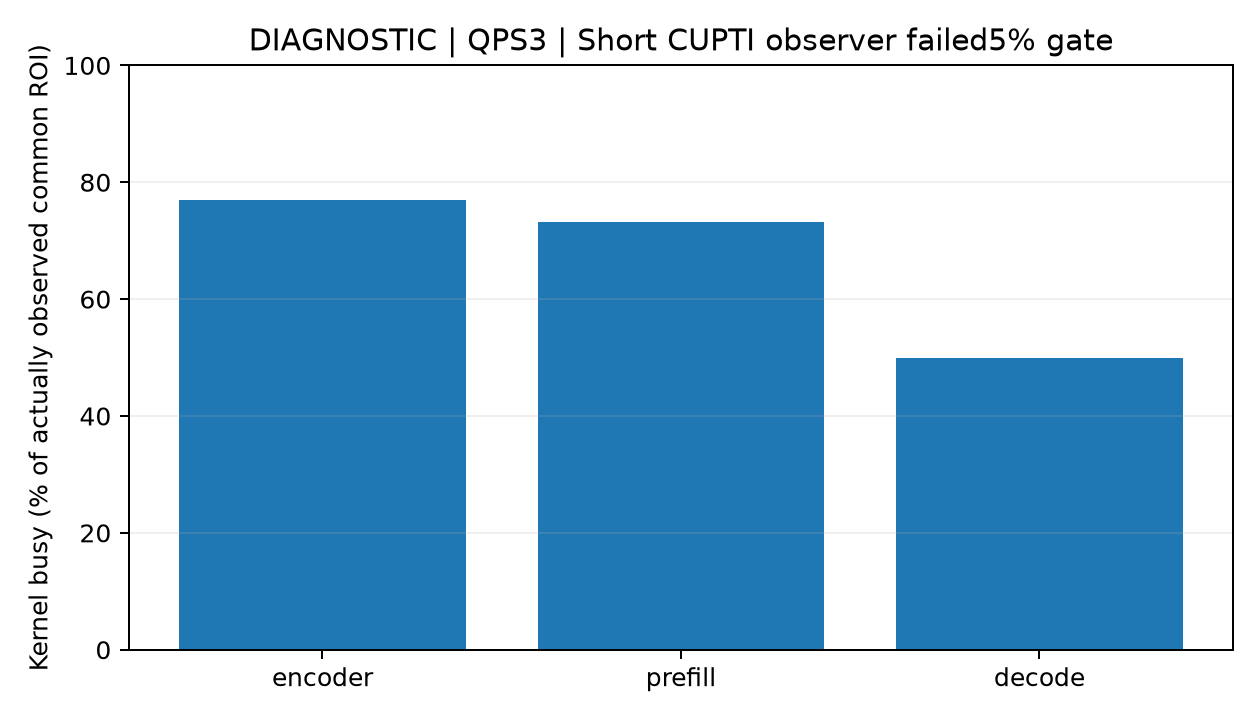 DIAGNOSTIC | QPS3 | Short CUPTI observer failed5% gate
Kernel busy (% of actually observed common ROI)
100
80
60
40
20
0
encoder
prefill
decode